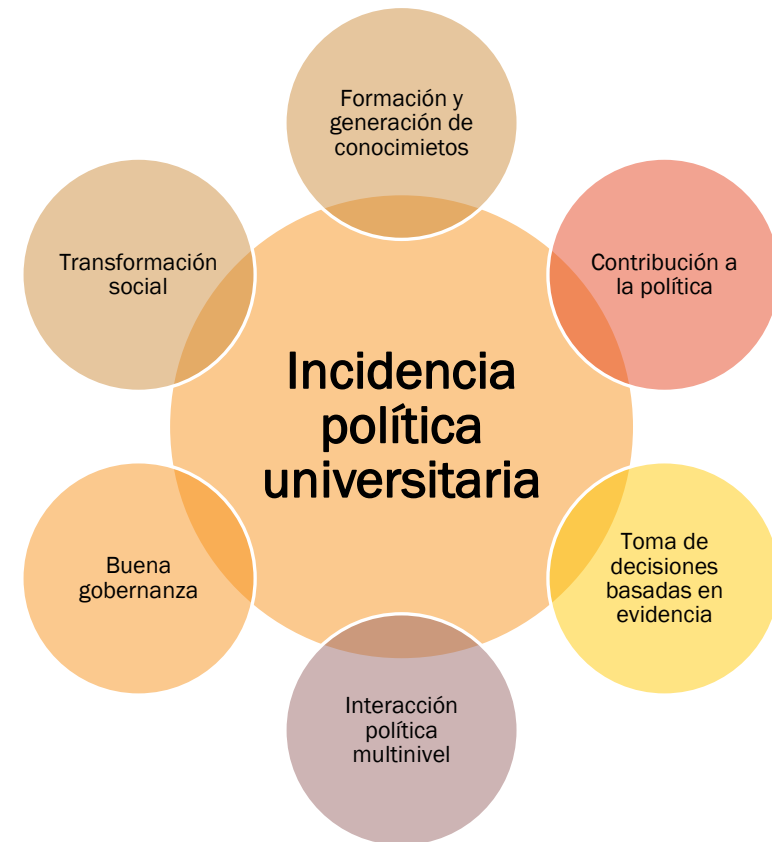 Formación y
generación de
conocimietos
Transformación
social
Contribución a
la política
Incidencia
política
universitaria
Buena
gobernanza
Toma de
decisiones
basadas en
evidencia
Interacción
política
multinivel